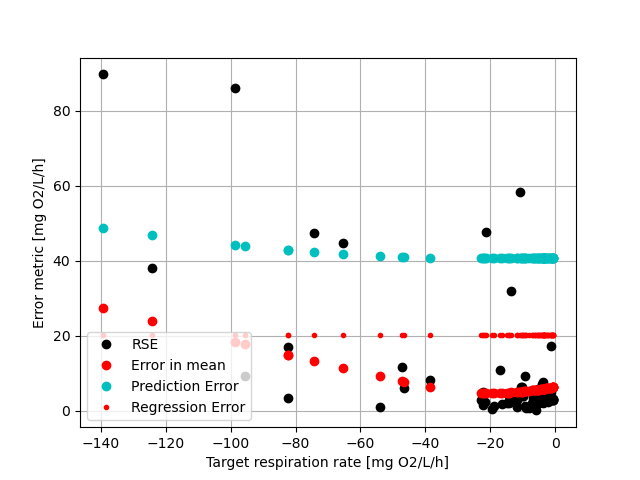 80
60
40
20
0
Error metric [mg O2/L/h]
RSE
Error in mean
Prediction Error
Regression Error
−140 −120 −100 −80 −60 −40 −20 0
Target respiration rate [mg O2/L/h]